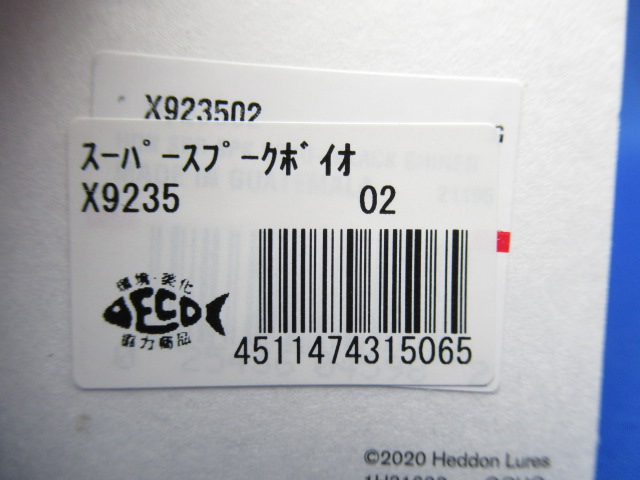 X923502
ｽｰﾊﾟｰｽﾌﾟｰｸﾎﾞｲｵ
X9235 02
環境・美化
ECO
協力商品
4511474315065
©2020 Heddon Lures